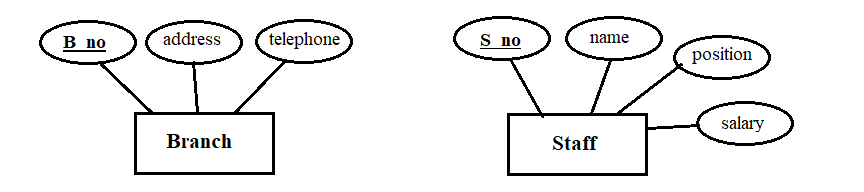 B_no address telephone
S_no name
position
salary
Branch
Staff